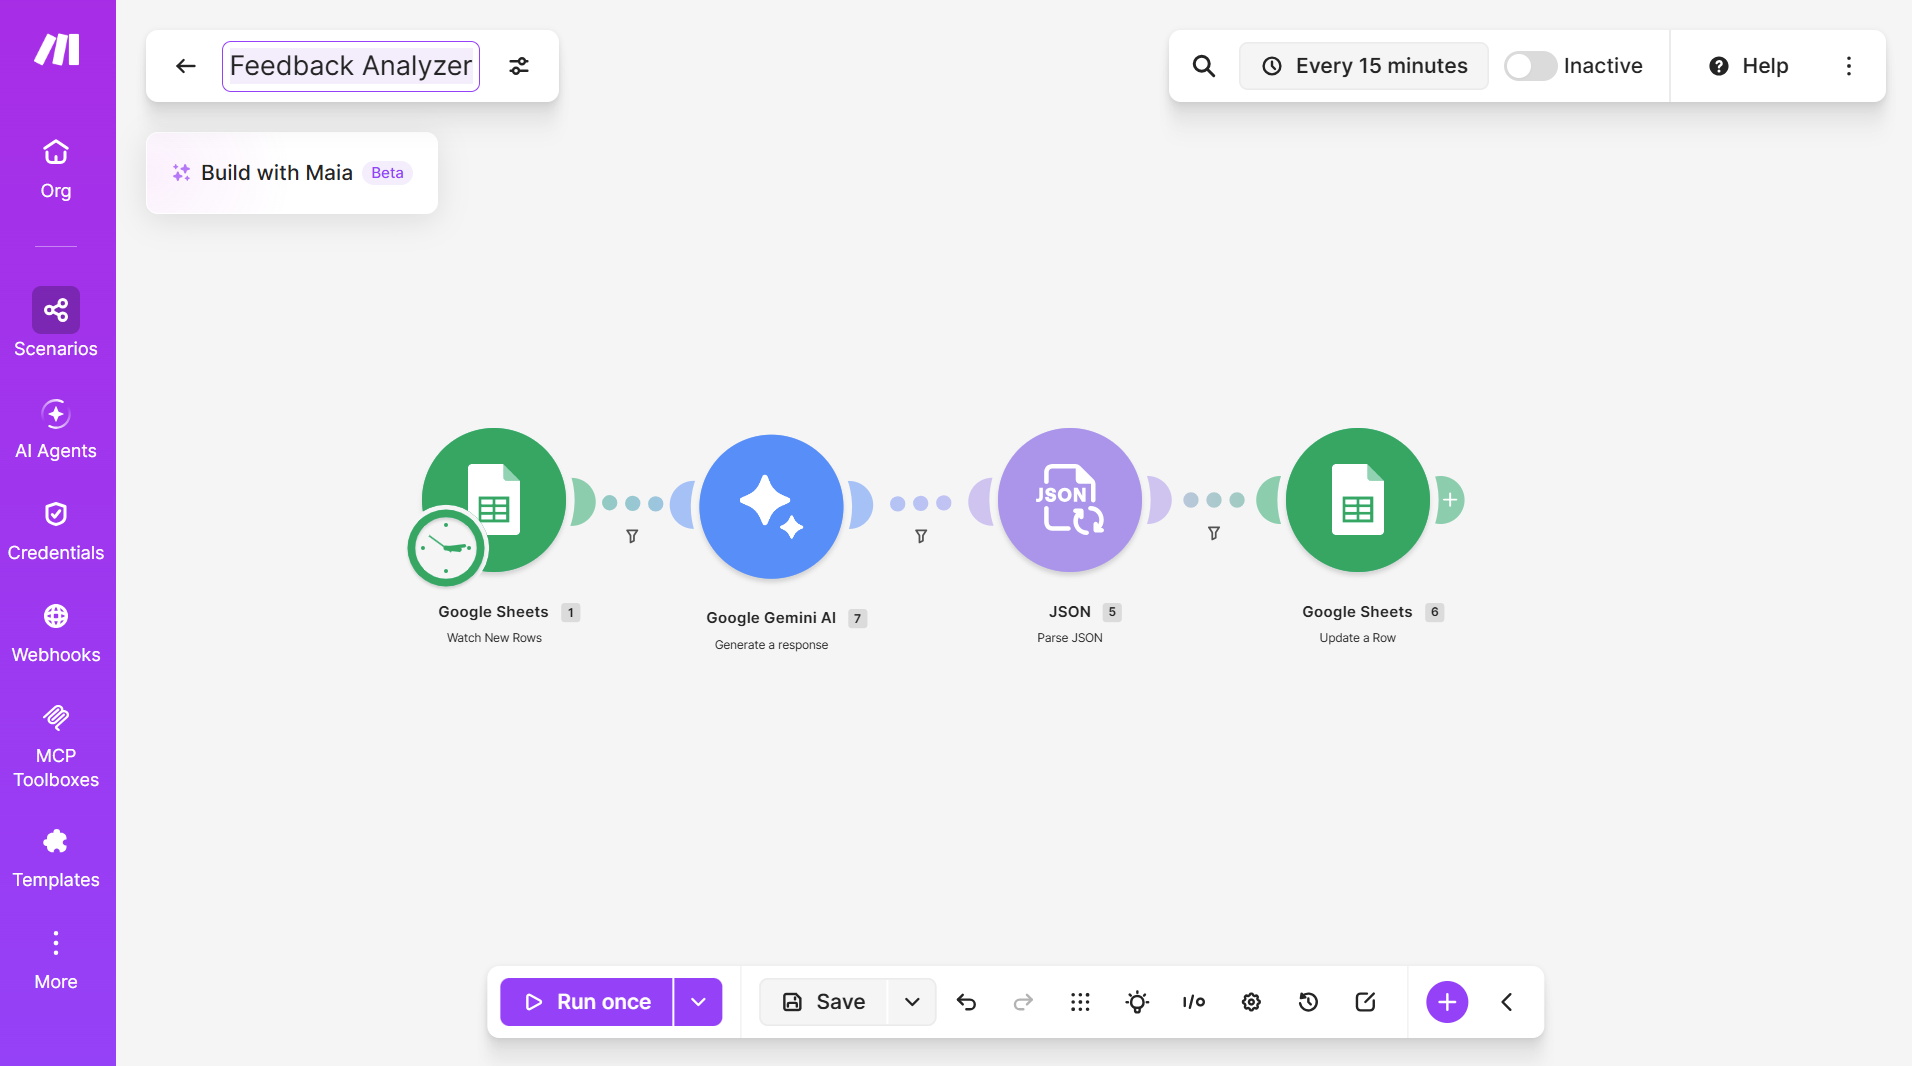 Feedback Analyzer
Every 15 minutes
Inactive
Help
Build with Maia Beta
Org
Scenarios
AI Agents
Credentials
Webhooks
MCP
Toolboxes
Templates
More
JSON
Google Sheets 1
Watch New Rows
Google Gemini AI 7
Generate a response
JSON 5
Parse JSON
Google Sheets 6
Update a Row
Run once
Save
I/O